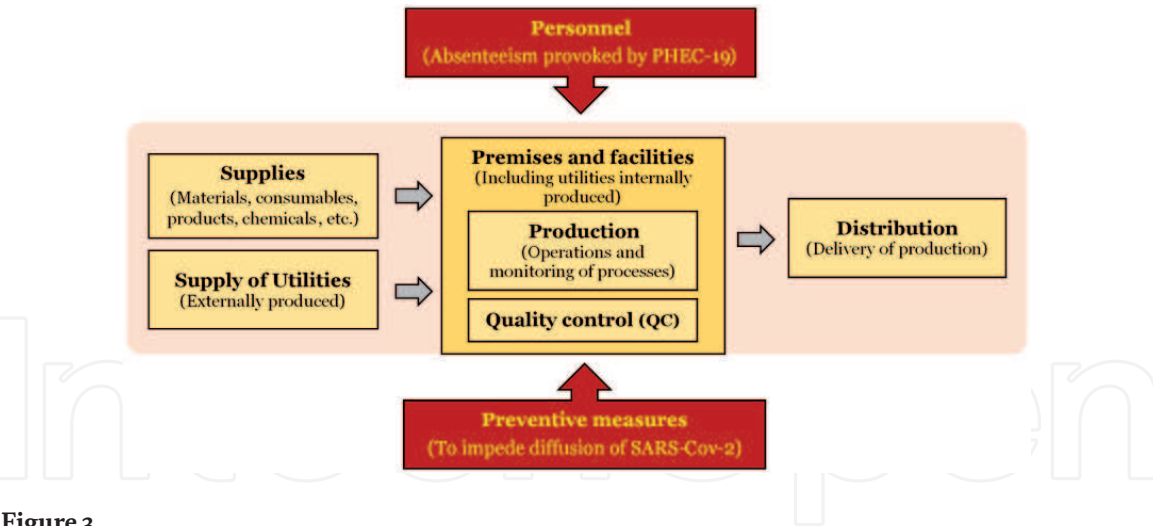 Personnel
(Absenteeism provoked by PHEC-19)
Supplies
(Materials, consumables,
products, chemicals, etc.)
Supply of Utilities
(Externally produced)
Premises and facilities
(Including utilities internally
produced)
Production
(Operations and
monitoring of processes)
Quality control (QC)
Distribution
(Delivery of production)
Preventive measures
(To impede diffusion of SARS-Cov-2)
IntechOpen
Figure 3